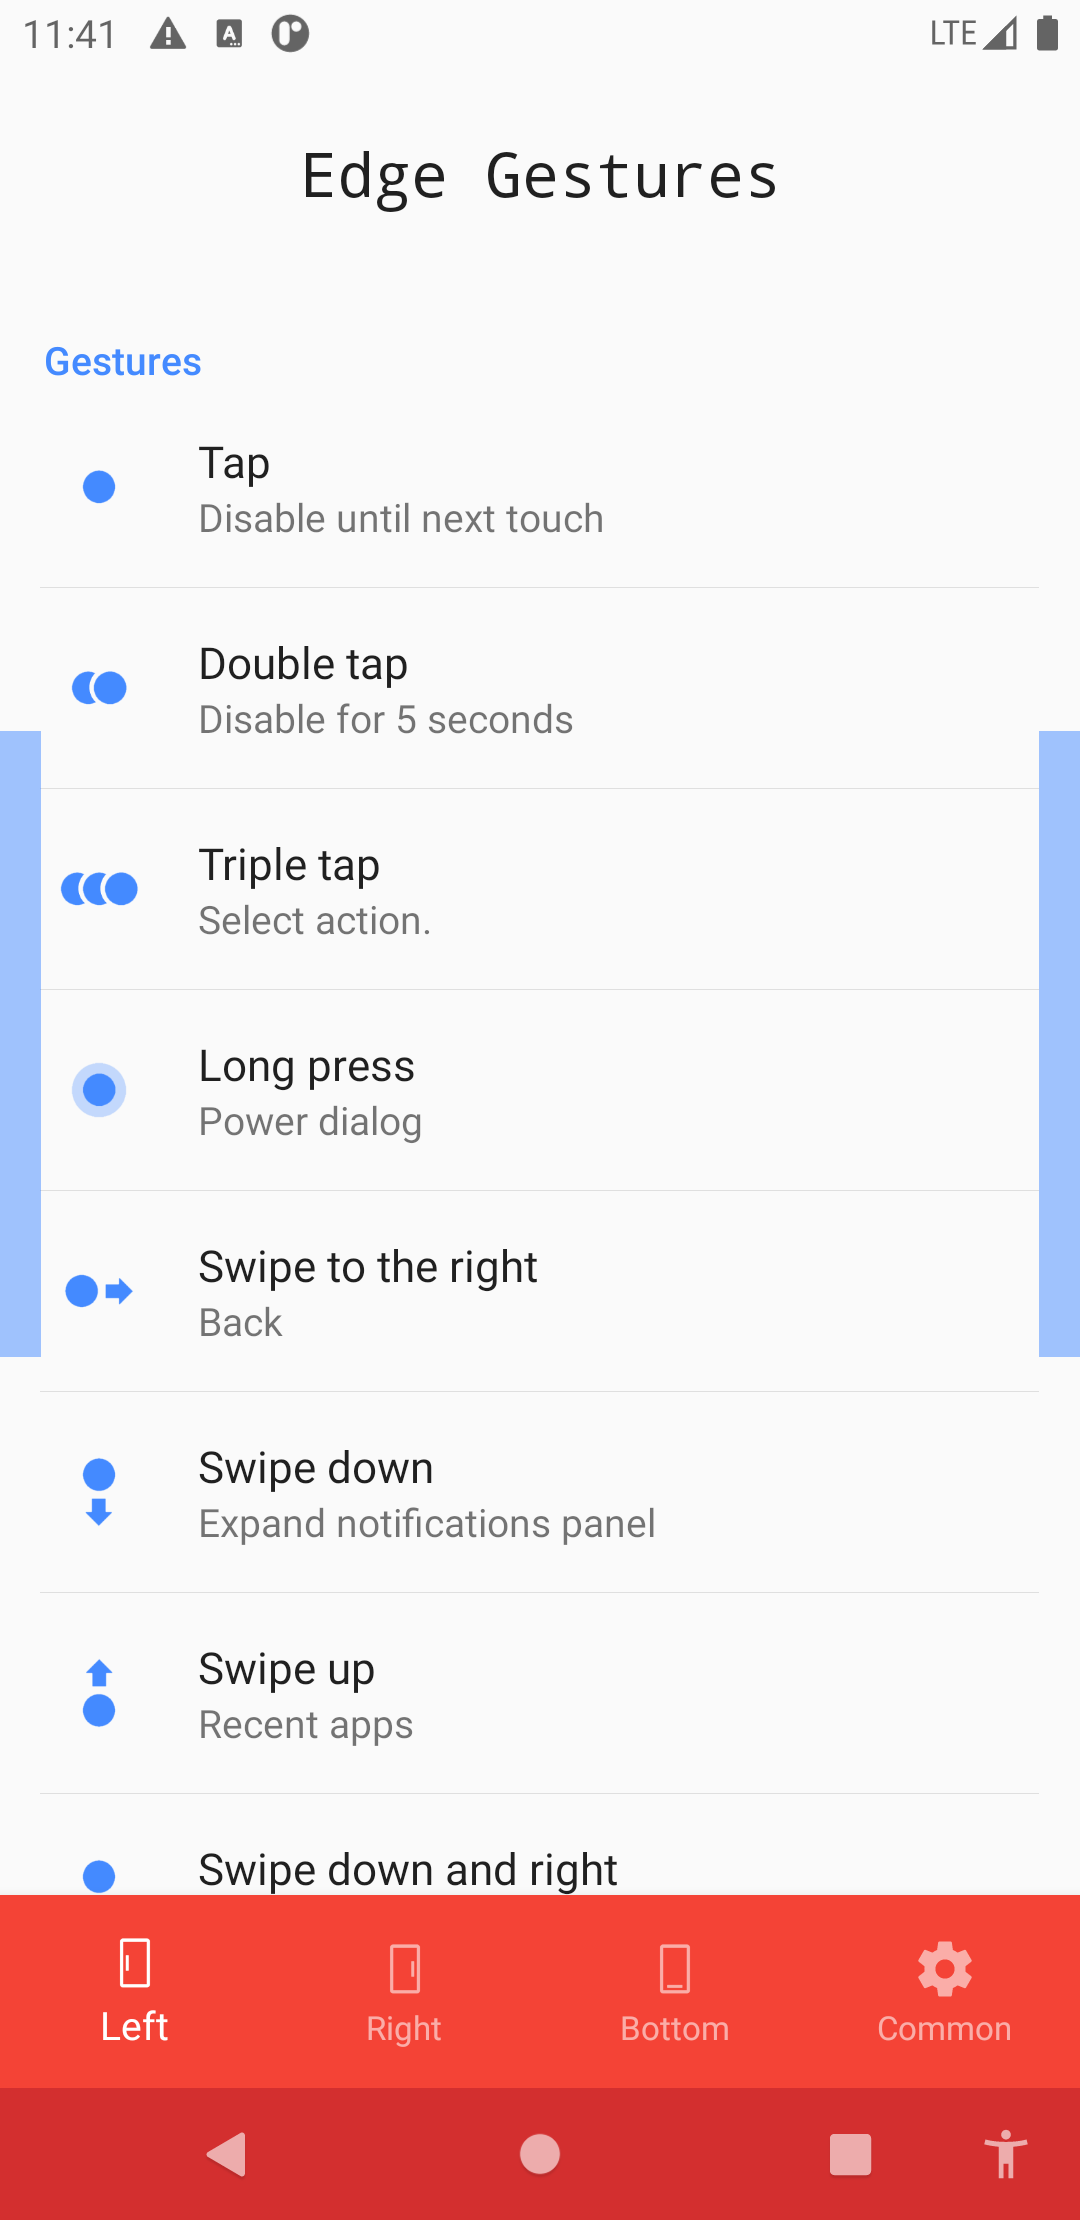 11:41
LTE
Edge Gestures
Gestures
Tap
Disable until next touch
Double tap
Disable for 5 seconds
Triple tap
Select action.
Long press
Power dialog
Swipe to the right
Back
Swipe down
Expand notifications panel
Swipe up
Recent apps
Swipe down and right
Left
Right
Bottom
Common